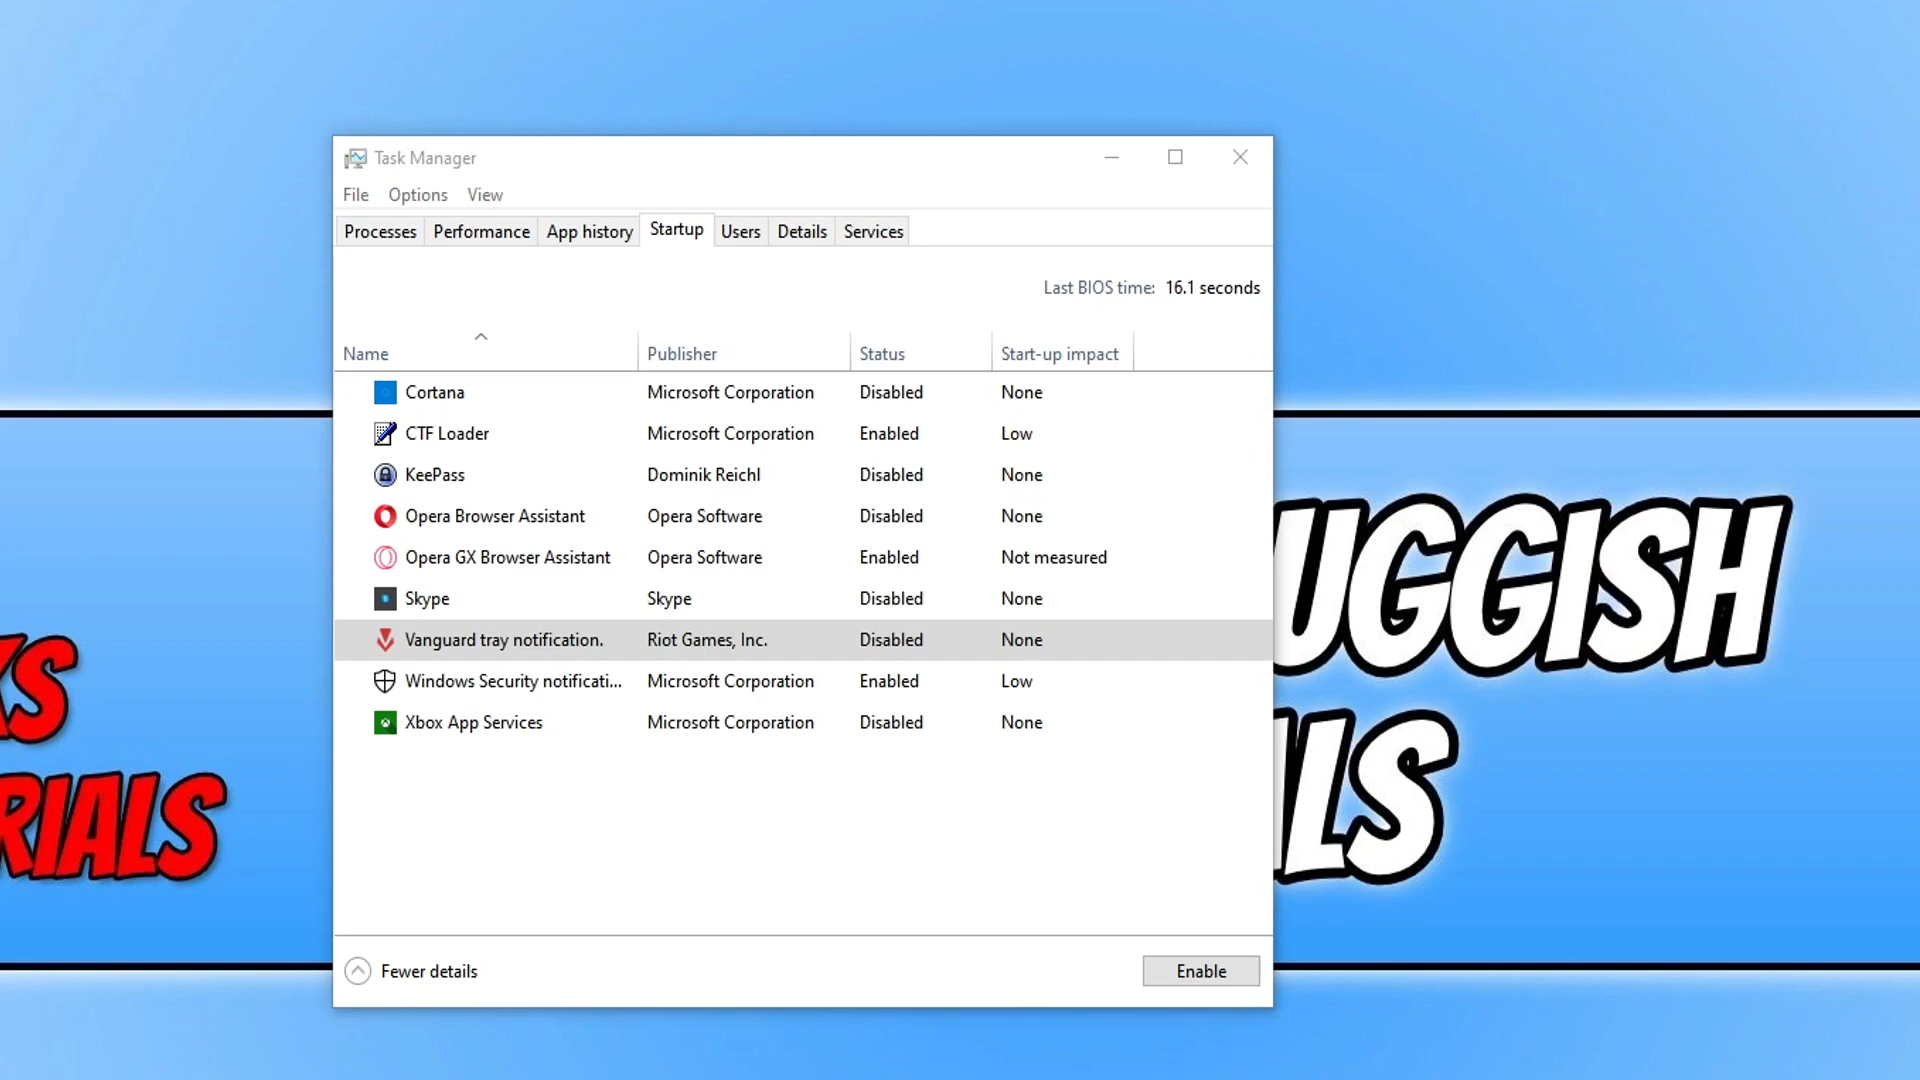 Task Manager
File Options View
Processes Performance App history Startup Users Details Services
Last BIOS time: 16.1 seconds
Name Publisher Status Start-up impact
Cortana Microsoft Corporation Disabled None
CTF Loader Microsoft Corporation Enabled Low
KeePass Dominik Reichl Disabled None
Opera Browser Assistant Opera Software Disabled None
Opera GX Browser Assistant Opera Software Enabled Not measured
Skype Skype Disabled None
Vanguard tray notification. Riot Games, Inc. Disabled None
Windows Security notificati... Microsoft Corporation Enabled Low
Xbox App Services Microsoft Corporation Disabled None
Fewer details Enable
UGGISH
RIALS